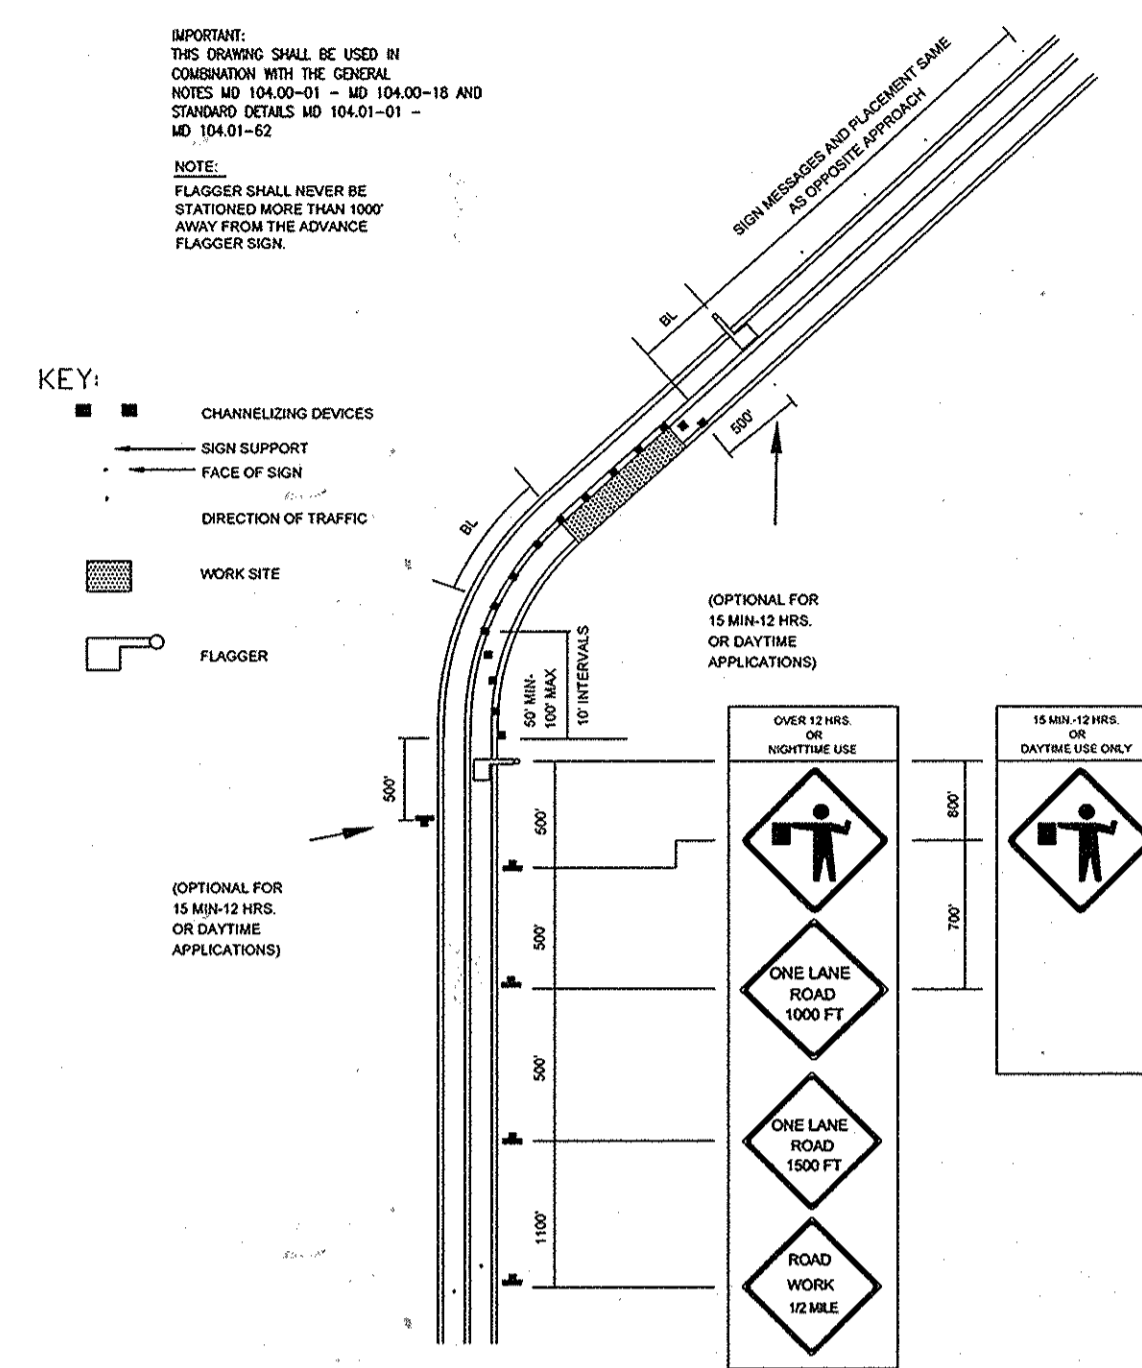 IMPORTANT:
THIS DRAWING SHALL BE USED IN
COMBINATION WITH THE GENERAL
NOTES MD 104.00-01 - MD 104.00-18 AND
STANDARD DETAILS MD 104.01-01 -
MD 104.01-62
NOTE:
FLAGGER SHALL NEVER BE
STATIONED MORE THAN 1000'
AWAY FROM THE ADVANCE
FLAGGER SIGN.
SIGN MESSAGES AND PLACEMENT SAME
AS OPPOSITE APPROACH
BL
KEY:
CHANNELIZING DEVICES
SIGN SUPPORT
FACE OF SIGN
DIRECTION OF TRAFFIC
WORK SITE
FLAGGER
500'
BL
(OPTIONAL FOR
15 MIN-12 HRS.
OR DAYTIME
APPLICATIONS)
50' MIN-
100' MAX
10' INTERVALS
500'
(OPTIONAL FOR
15 MIN-12 HRS.
OR DAYTIME
APPLICATIONS)
500'
500'
500'
1100'
OVER 12 HRS.
OR
NIGHTTIME USE
ONE LANE
ROAD
1000 FT
ONE LANE
ROAD
1500 FT
ROAD
WORK
1/2 MILE
800'
700'
15 MIN.-12 HRS.
OR
DAYTIME USE ONLY